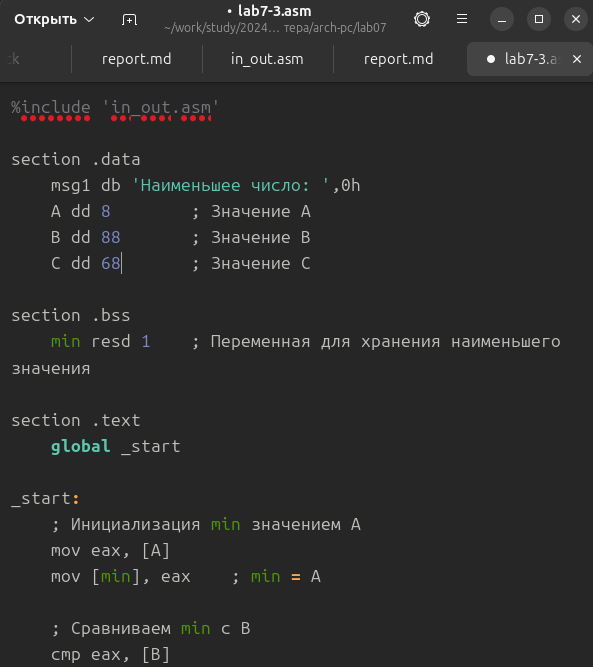 Открыть
• lab7-3.asm
~/work/study/2024... тера/arch-pc/lab07
ck report.md in_out.asm report.md lab7-3.a
%include 'in_out.asm'
section .data
msg1 db 'Наименьшее число: ',0h
A dd 8 ; Значение A
B dd 88 ; Значение B
C dd 68 ; Значение C
section .bss
min resd 1 ; Переменная для хранения наименьшего
значения
section .text
global _start
_start:
; Инициализация min значением A
mov eax, [A]
mov [min], eax ; min = A
; Сравниваем min с B
cmp eax, [B]